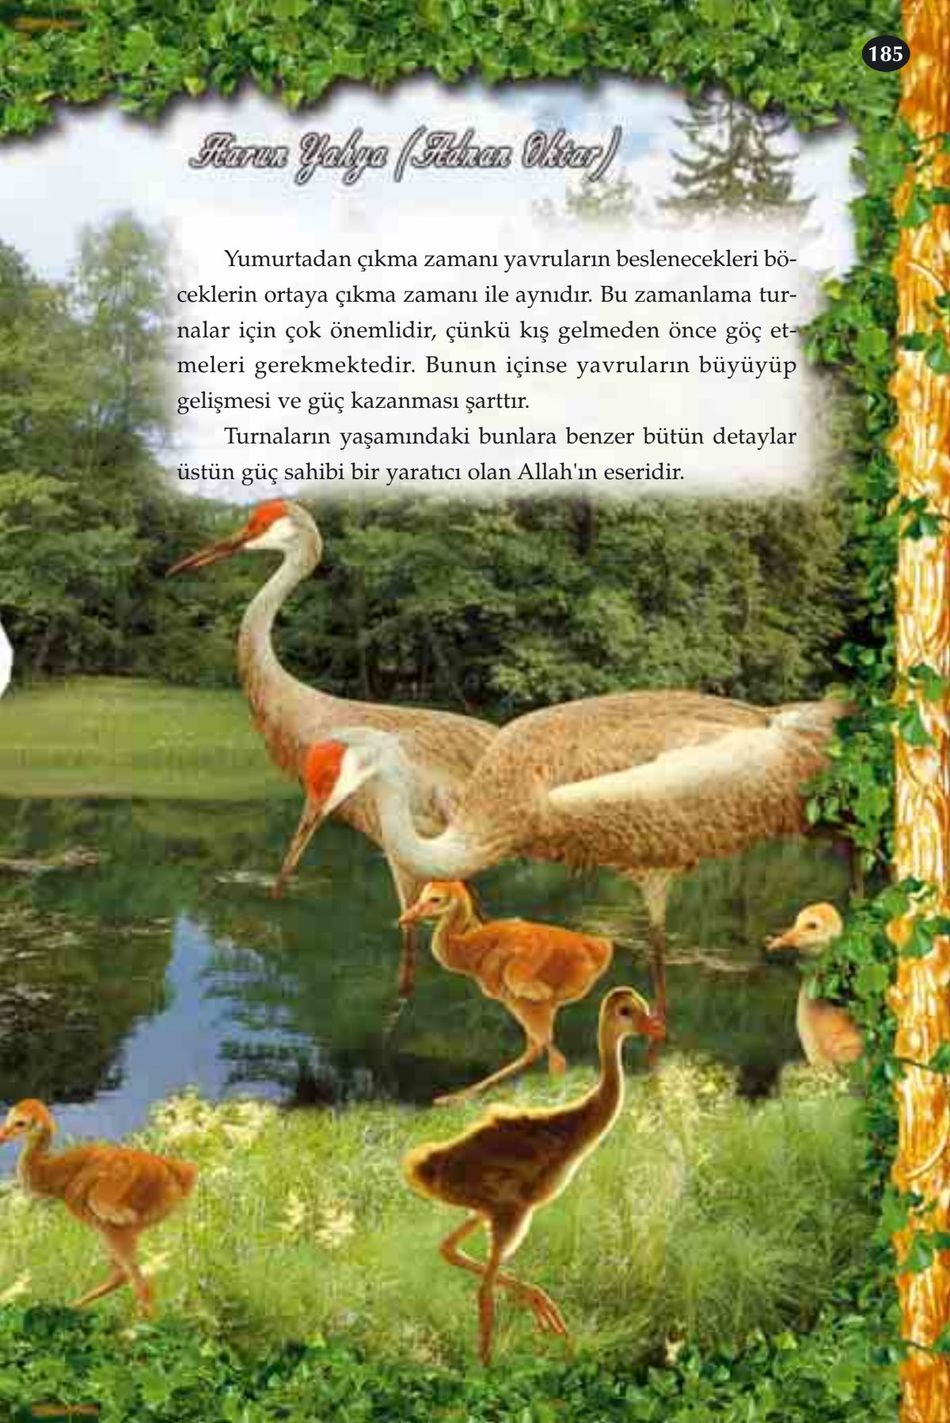 185
Harun Yahya (Adnan Oktar)
Yumurtadan çıkma zamanı yavruların beslenecekleri bö-
ceklerin ortaya çıkma zamanı ile aynıdır. Bu zamanlama tur-
nalar için çok önemlidir, çünkü kış gelmeden önce göç et-
meleri gerekmektedir. Bunun içinse yavruların büyüyüp
gelişmesi ve güç kazanması şarttır.
Turnaların yaşamındaki bunlara benzer bütün detaylar
üstün güç sahibi bir yaratıcı olan Allah'ın eseridir.